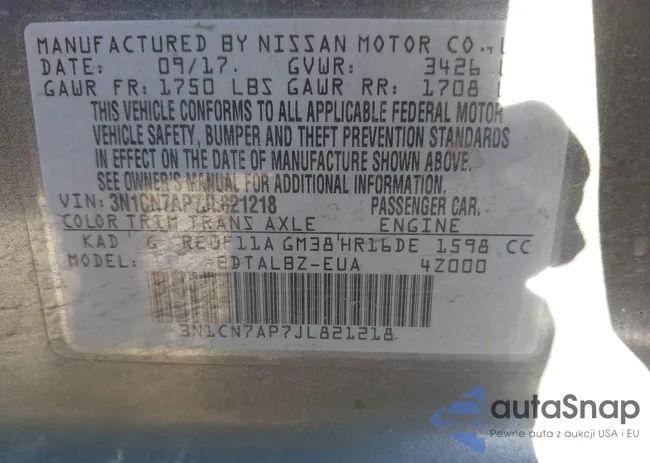 MANUFACTURED BY NISSAN MOTOR CO.,L
DATE: 09/17. GVWR: 3426 L
GAWR FR: 1750 LBS GAWR RR: 1708 L
THIS VEHICLE CONFORMS TO ALL APPLICABLE FEDERAL MOTOR
VEHICLE SAFETY, BUMPER AND THEFT PREVENTION STANDARDS
IN EFFECT ON THE DATE OF MANUFACTURE SHOWN ABOVE.
SEE OWNER'S MANUAL FOR ADDITIONAL INFORMATION.
VIN: 3N1CN7AP7JL821218 PASSENGER CAR.
COLOR TRIM TRANS AXLE ENGINE
KAD G RE0F11A GM38 HR16DE 1598 CC
BDTALBZ-EUA 4Z000
3N1CN7AP7JL821218
autaSnap
Pewne auta z aukcji USA i EU